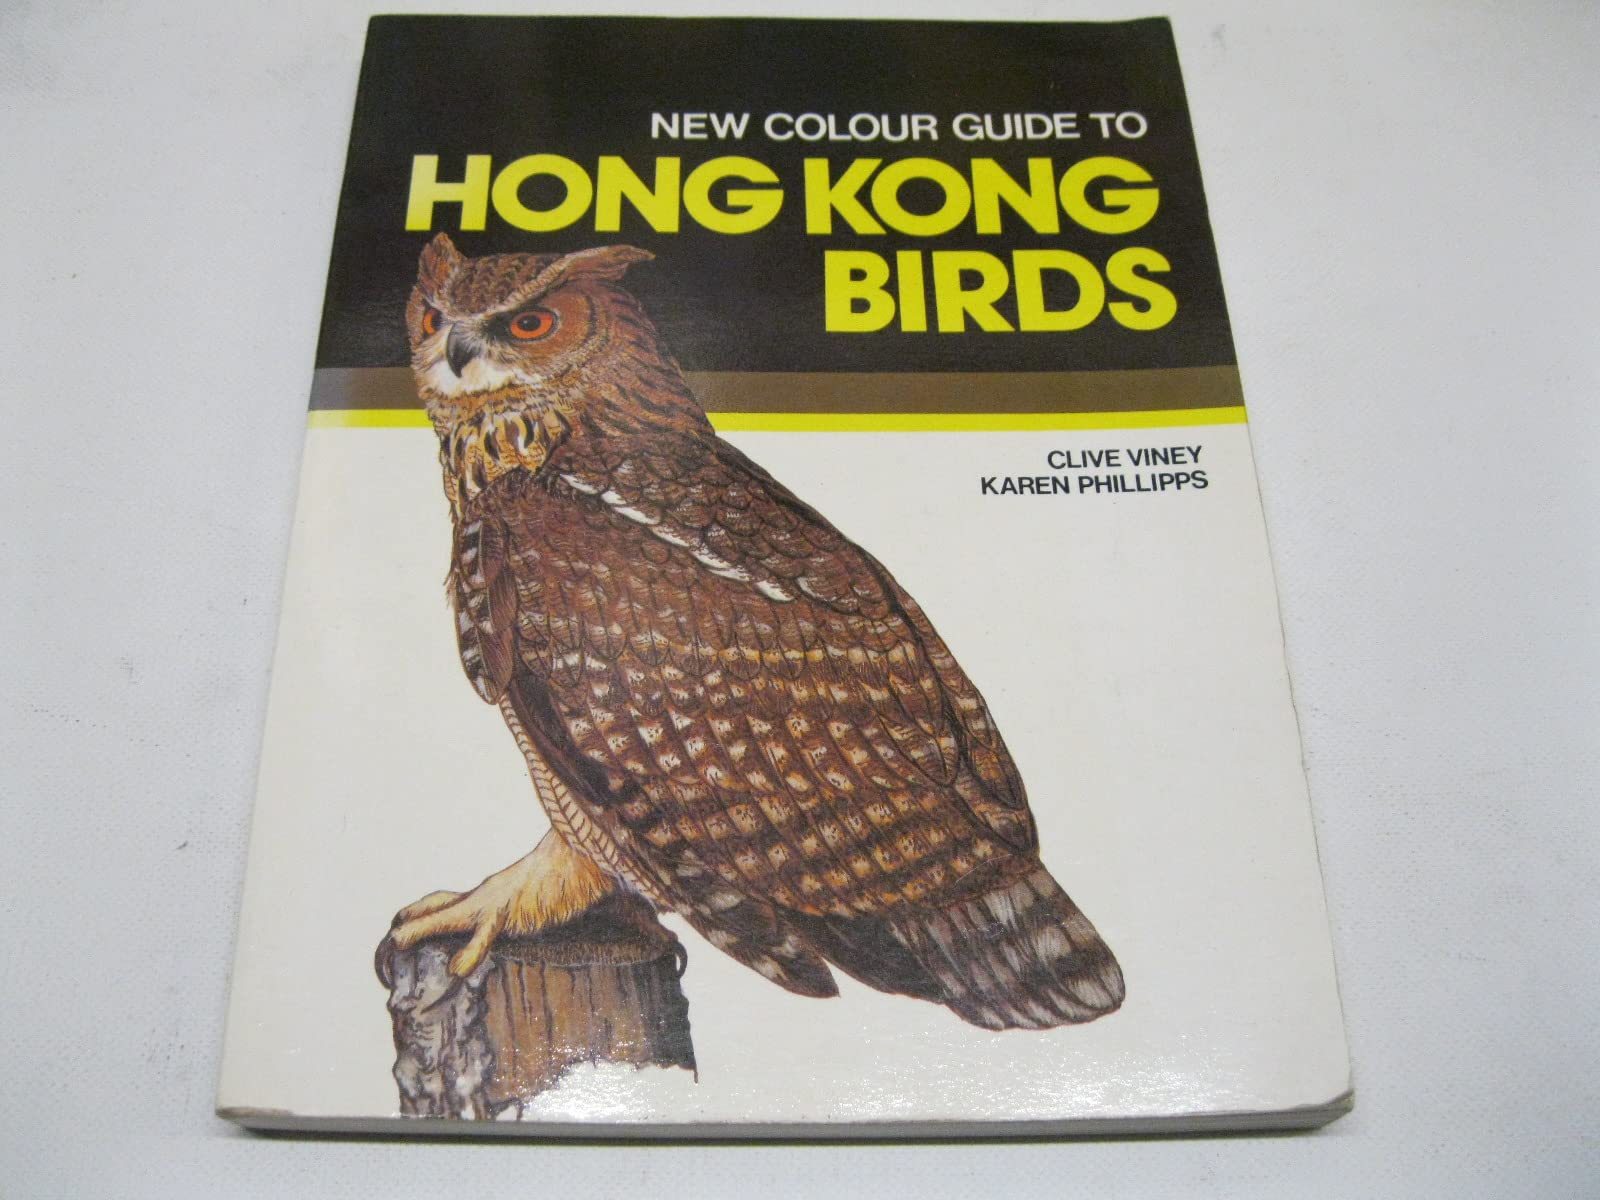 NEW COLOUR GUIDE TO
HONG KONG
BIRDS
CLIVE VINEY
KAREN PHILLIPPS